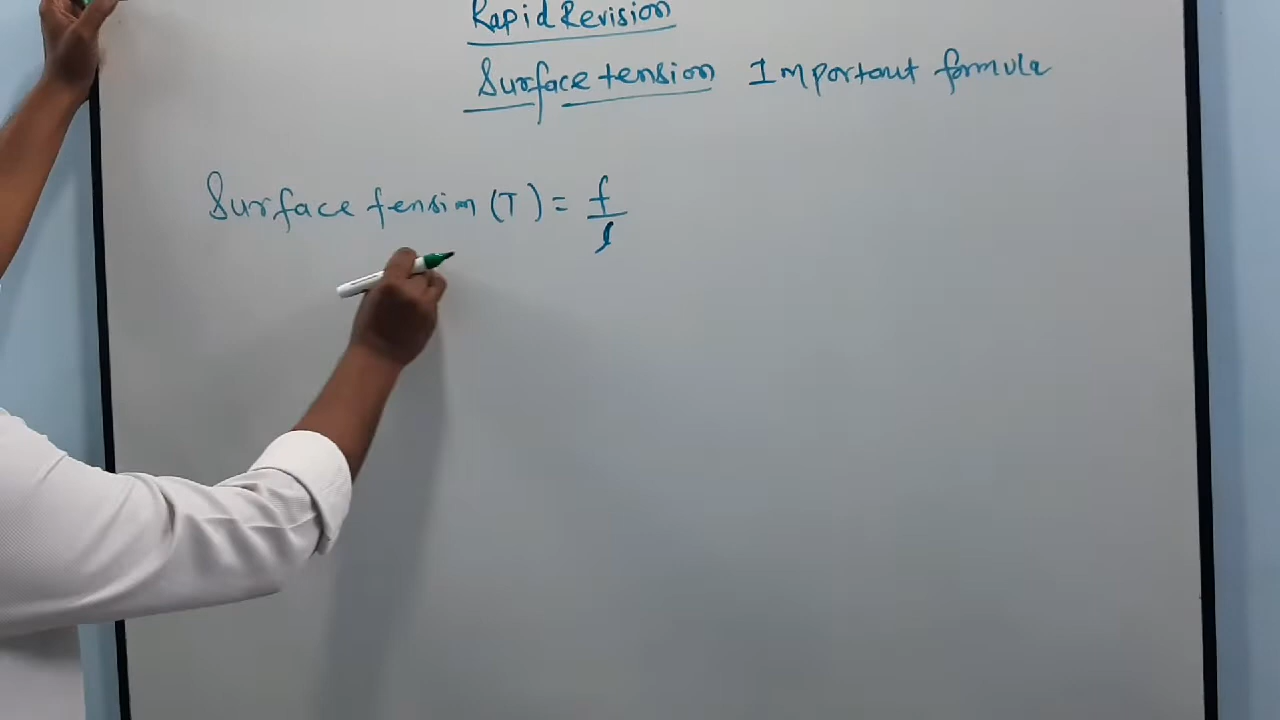 Rapid Revision
Surface tension Important formula
Surface tension (T) = f/l